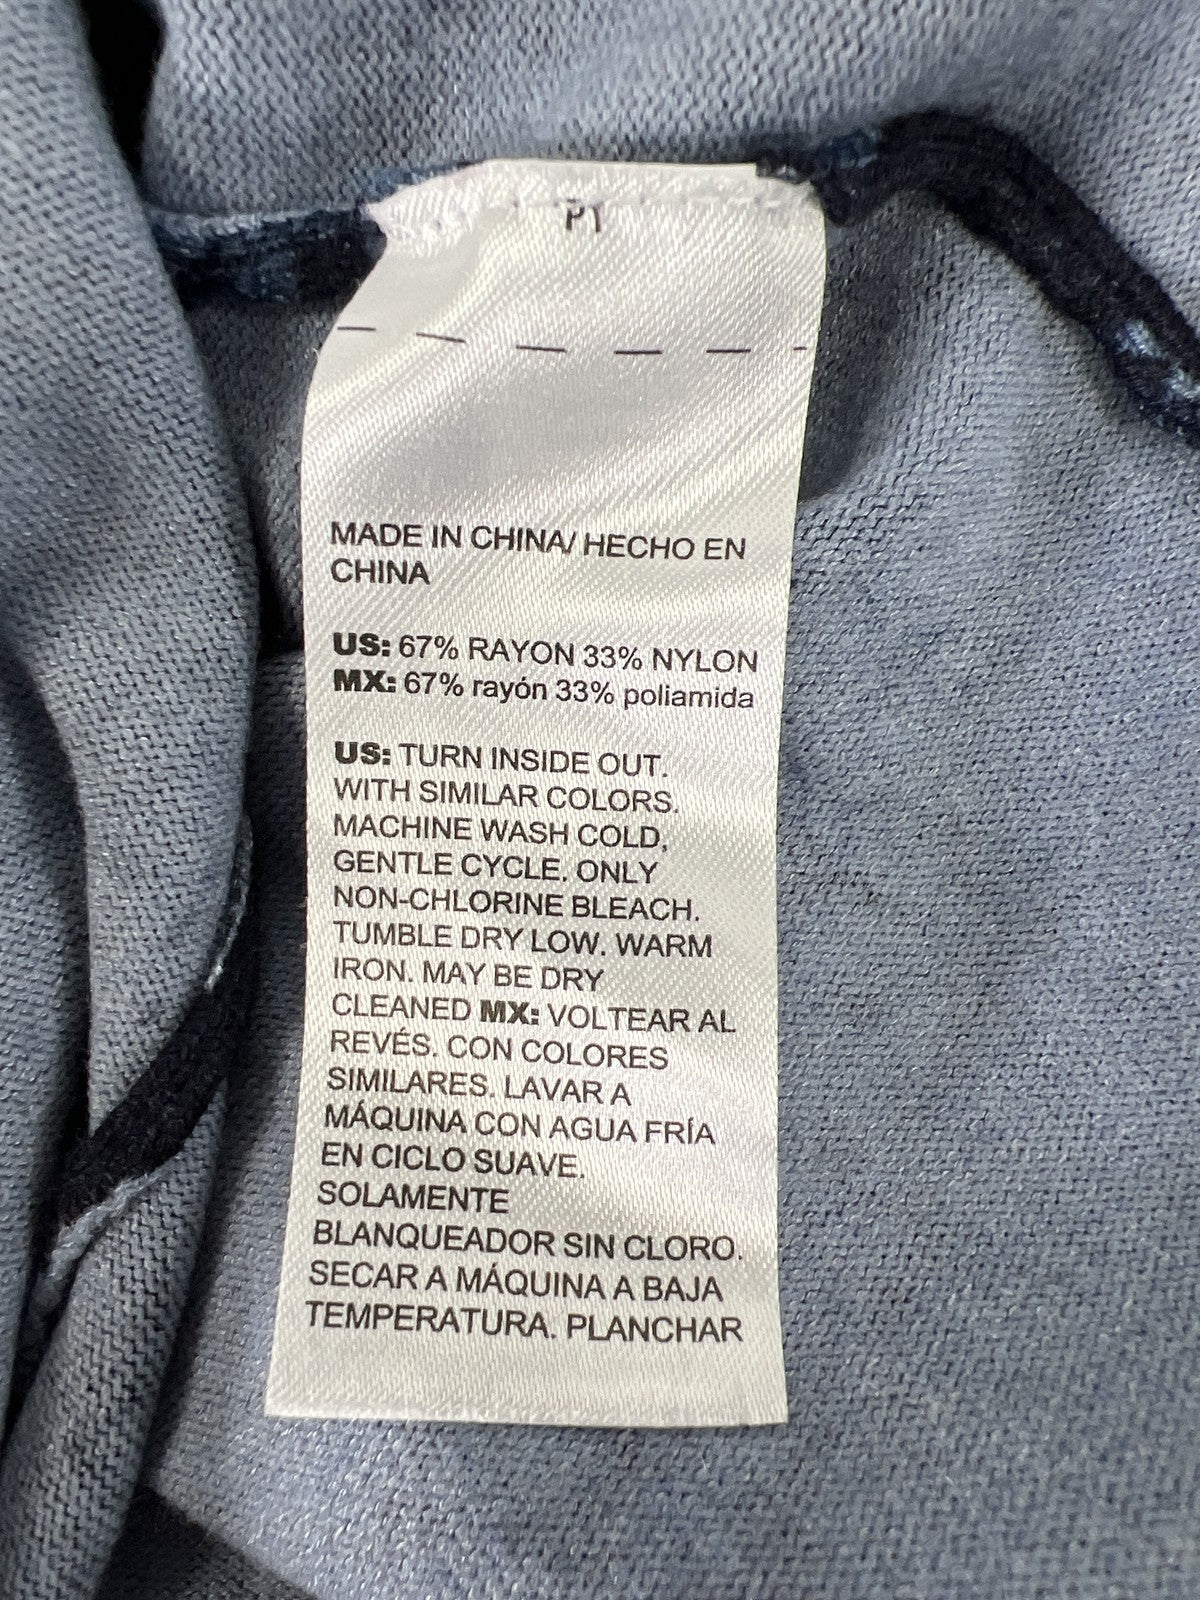 P1
MADE IN CHINA/ HECHO EN
CHINA
US: 67% RAYON 33% NYLON
MX: 67% rayón 33% poliamida
US: TURN INSIDE OUT.
WITH SIMILAR COLORS.
MACHINE WASH COLD,
GENTLE CYCLE. ONLY
NON-CHLORINE BLEACH.
TUMBLE DRY LOW. WARM
IRON. MAY BE DRY
CLEANED MX: VOLTEAR AL
REVÉS. CON COLORES
SIMILARES. LAVAR A
MÁQUINA CON AGUA FRÍA
EN CICLO SUAVE.
SOLAMENTE
BLANQUEADOR SIN CLORO.
SECAR A MÁQUINA A BAJA
TEMPERATURA. PLANCHAR